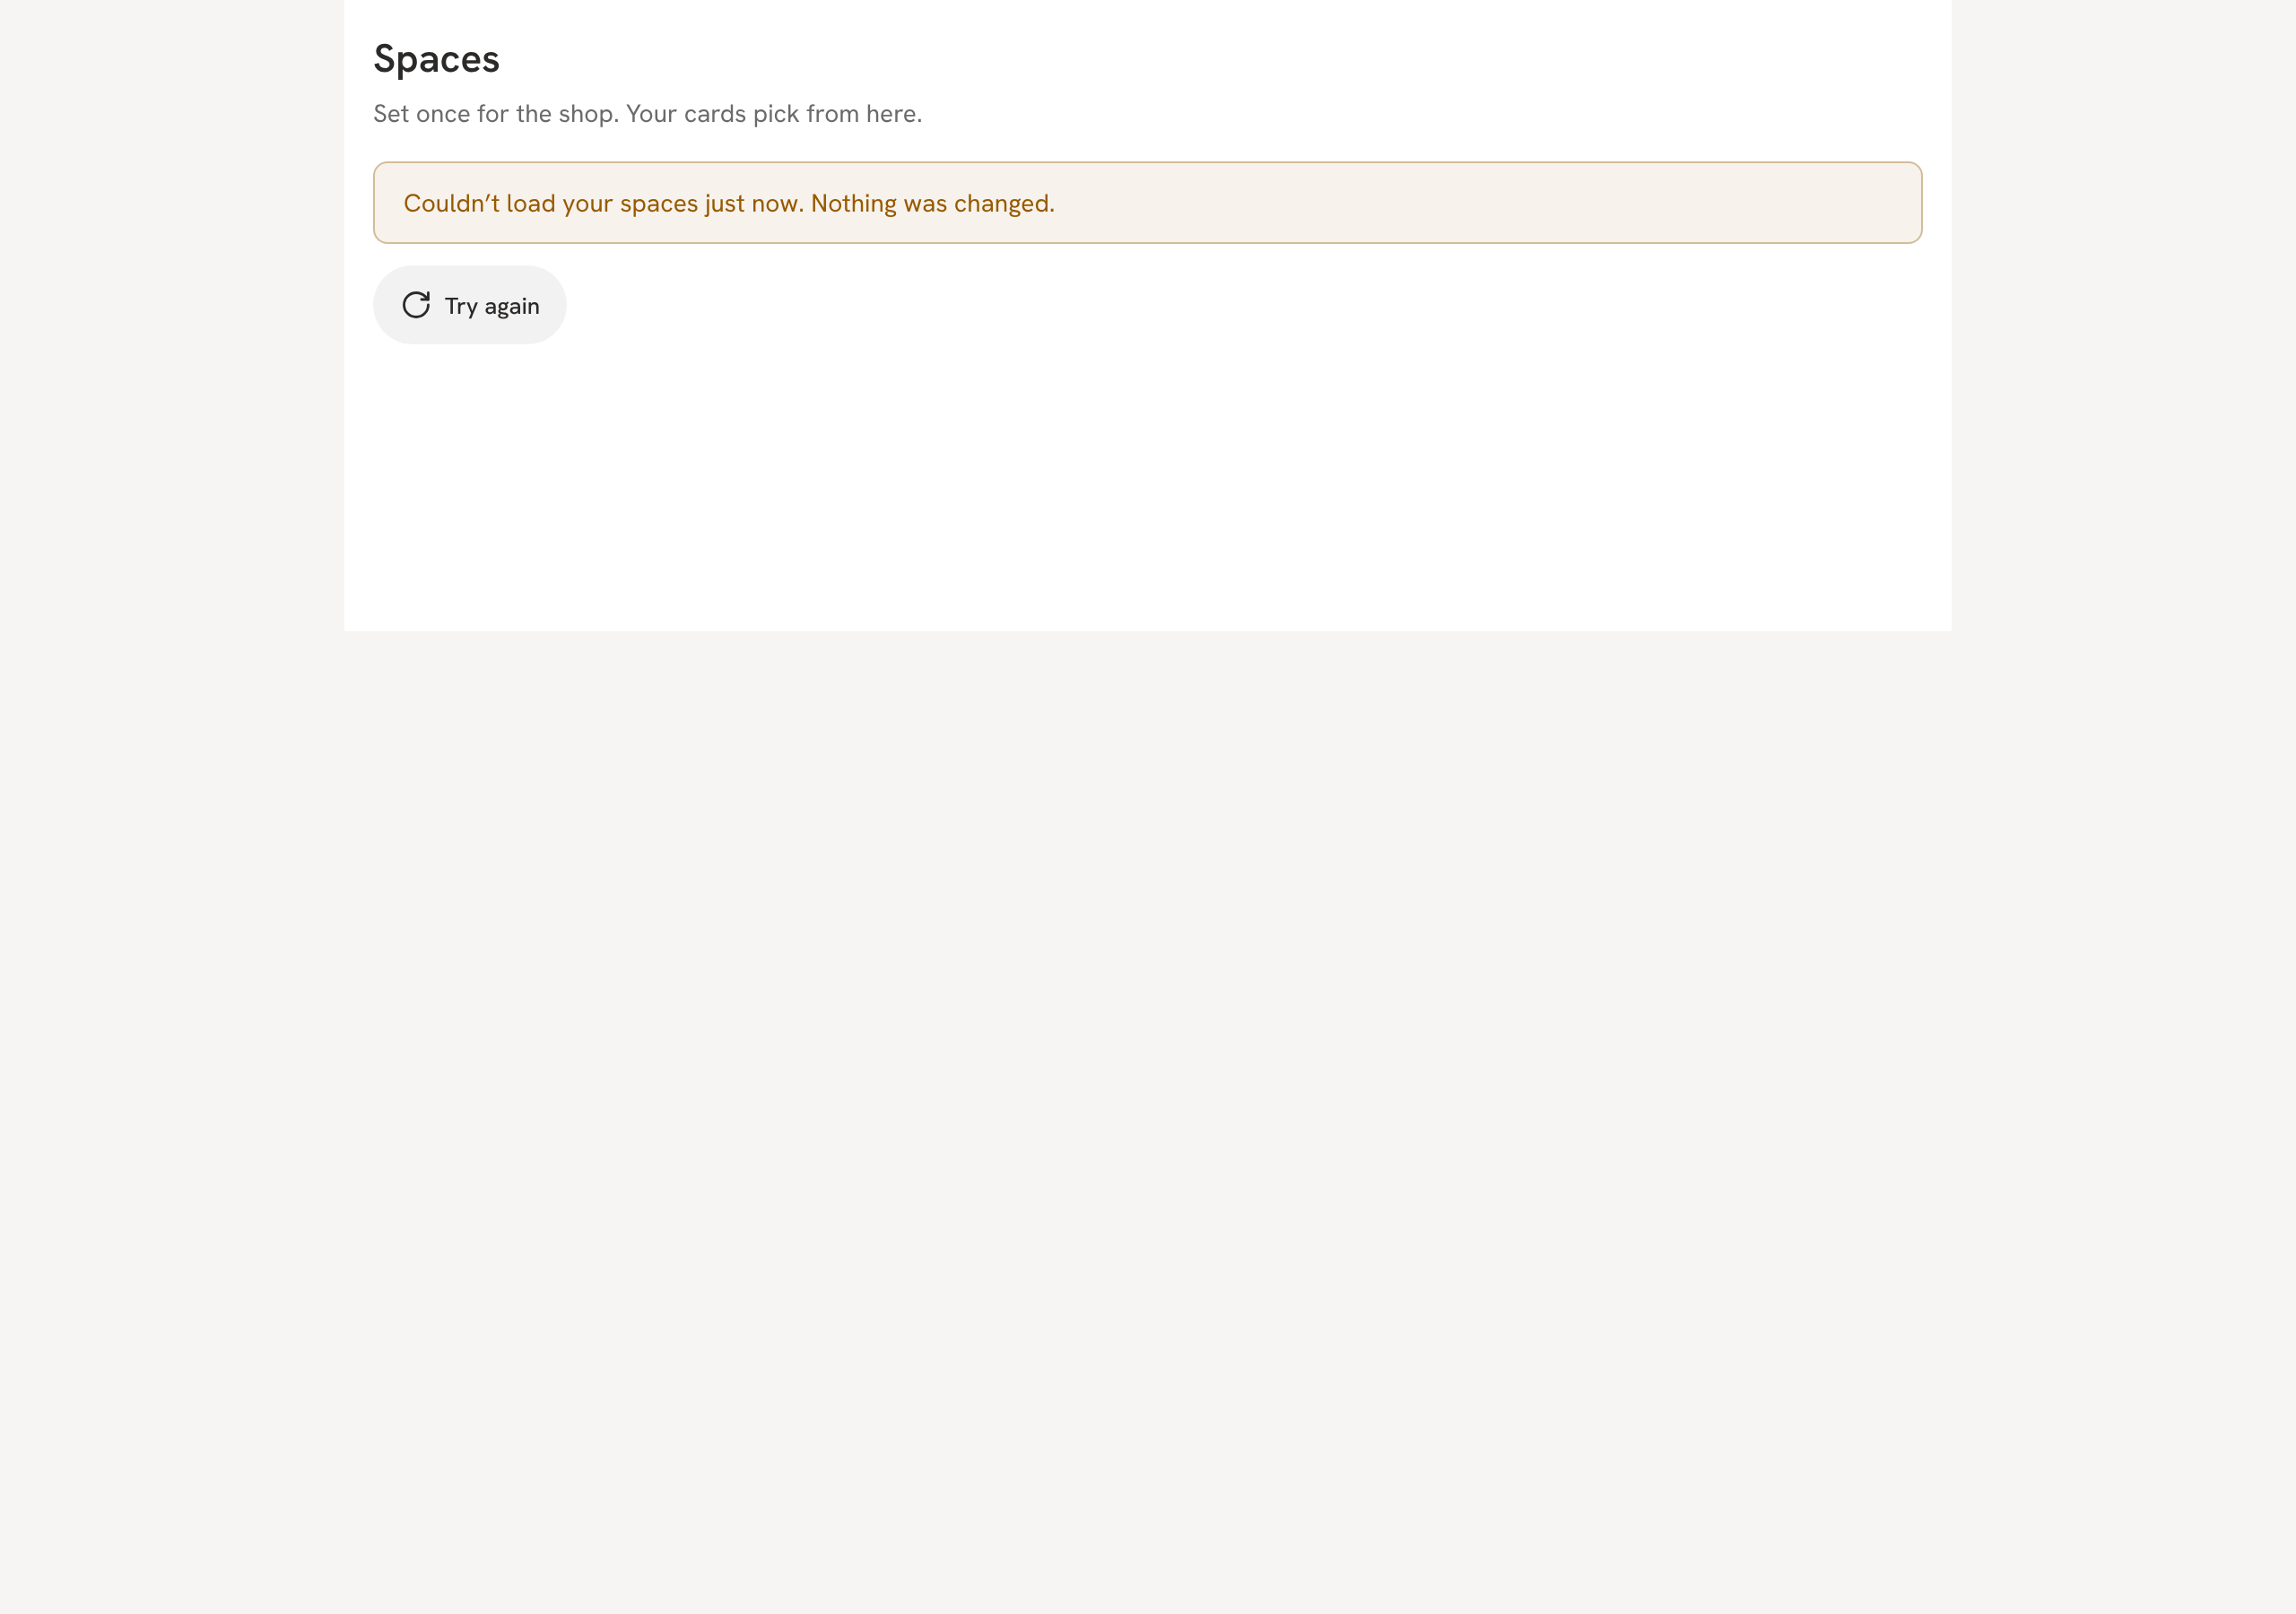 Spaces
Set once for the shop. Your cards pick from here.
Couldn’t load your spaces just now. Nothing was changed.
Try again